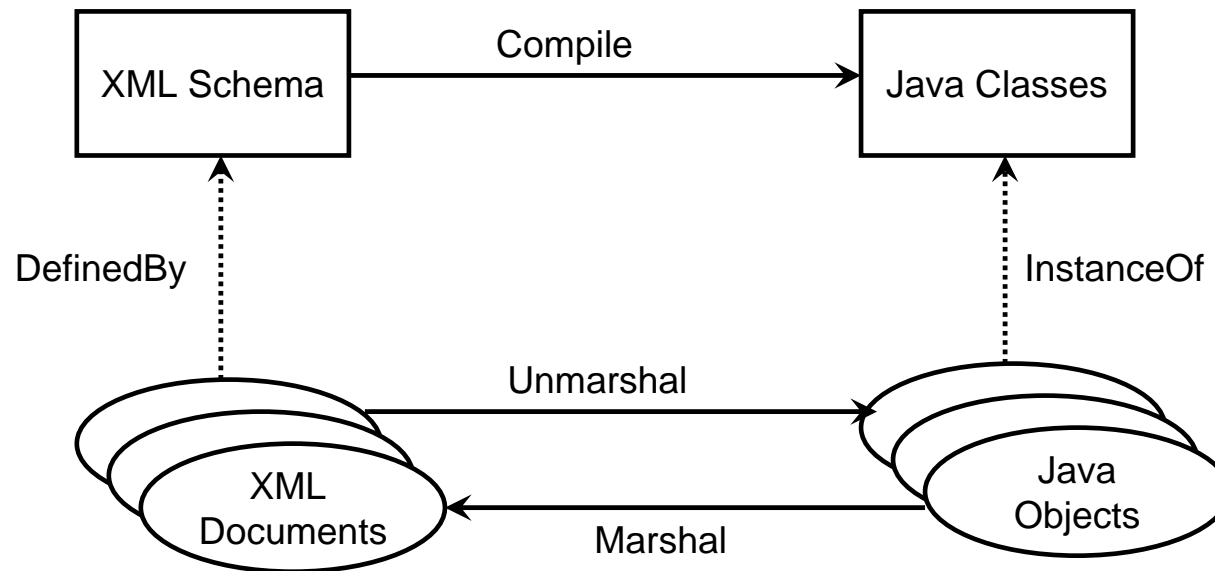 Compile
XML Schema
Java Classes
DefinedBy
InstanceOf
Unmarshal
XML
Documents
Java
Objects
Marshal